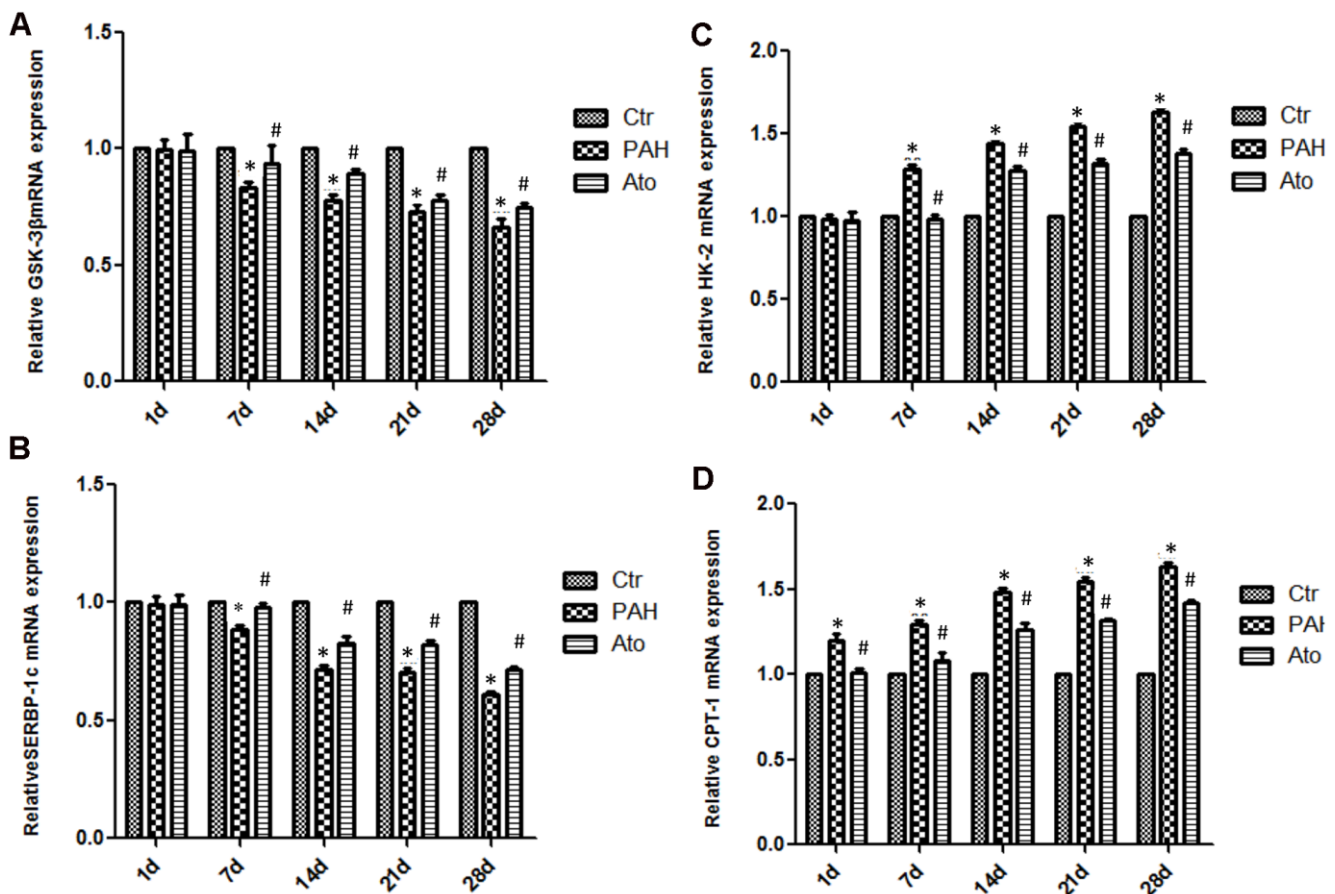 A
Relative GSK-3βmRNA expression
1.5
1.0
0.5
0.0
* # * # * # * #
1d 7d 14d 21d 28d
Ctr
PAH
Ato
C
Relative HK-2 mRNA expression
2.0
1.5
1.0
0.5
0.0
* # * # * # * #
1d 7d 14d 21d 28d
Ctr
PAH
Ato
B
RelativeSERBP-1c mRNA expression
1.5
1.0
0.5
0.0
* # * # * # * #
1d 7d 14d 21d 28d
Ctr
PAH
Ato
D
Relative CPT-1 mRNA expression
2.0
1.5
1.0
0.5
0.0
* # * # * # * # * #
1d 7d 14d 21d 28d
Ctr
PAH
Ato